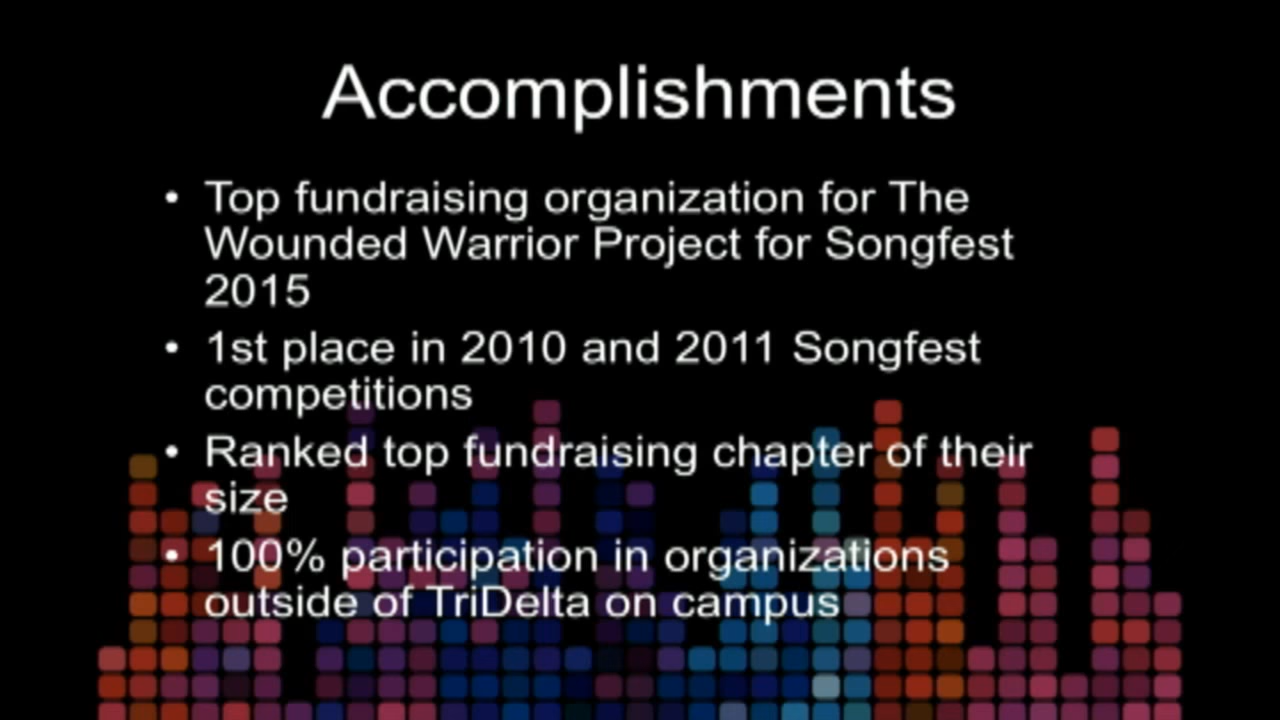 Accomplishments
• Top fundraising organization for The
Wounded Warrior Project for Songfest
2015
• 1st place in 2010 and 2011 Songfest
competitions
• Ranked top fundraising chapter of their
size
• 100% participation in organizations
outside of TriDelta on campus